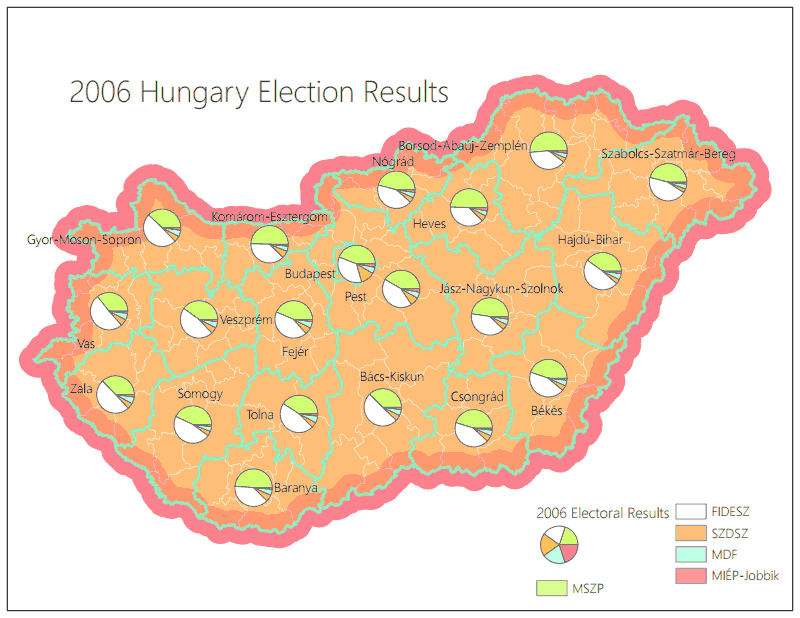 2006 Hungary Election Results
Borsod-Abaúj-Zemplén
Nógrád
Szabolcs-Szatmár-Bereg
Komárom-Esztergom
Heves
Gyor-Moson-Sopron
Hajdú-Bihar
Budapest
Pest
Jász-Nagykun-Szolnok
Veszprém
Vas
Fejér
Bács-Kiskun
Zala
Somogy
Csongrád
Tolna
Békés
Baranya
2006 Electoral Results
MSZP
FIDESZ
SZDSZ
MDF
MIÉP-Jobbik